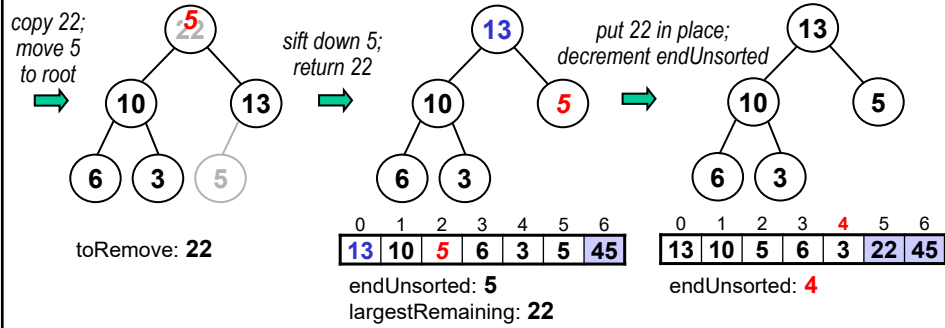 copy 22;
move 5
to root
22 5
10 13
6 3 5
toRemove: 22
sift down 5;
return 22
13
10 5
6 3
0 1 2 3 4 5 6
13 10 5 6 3 5 45
endUnsorted: 5
largestRemaining: 22
put 22 in place;
decrement endUnsorted
13
10 5
6 3
0 1 2 3 4 5 6
13 10 5 6 3 22 45
endUnsorted: 4